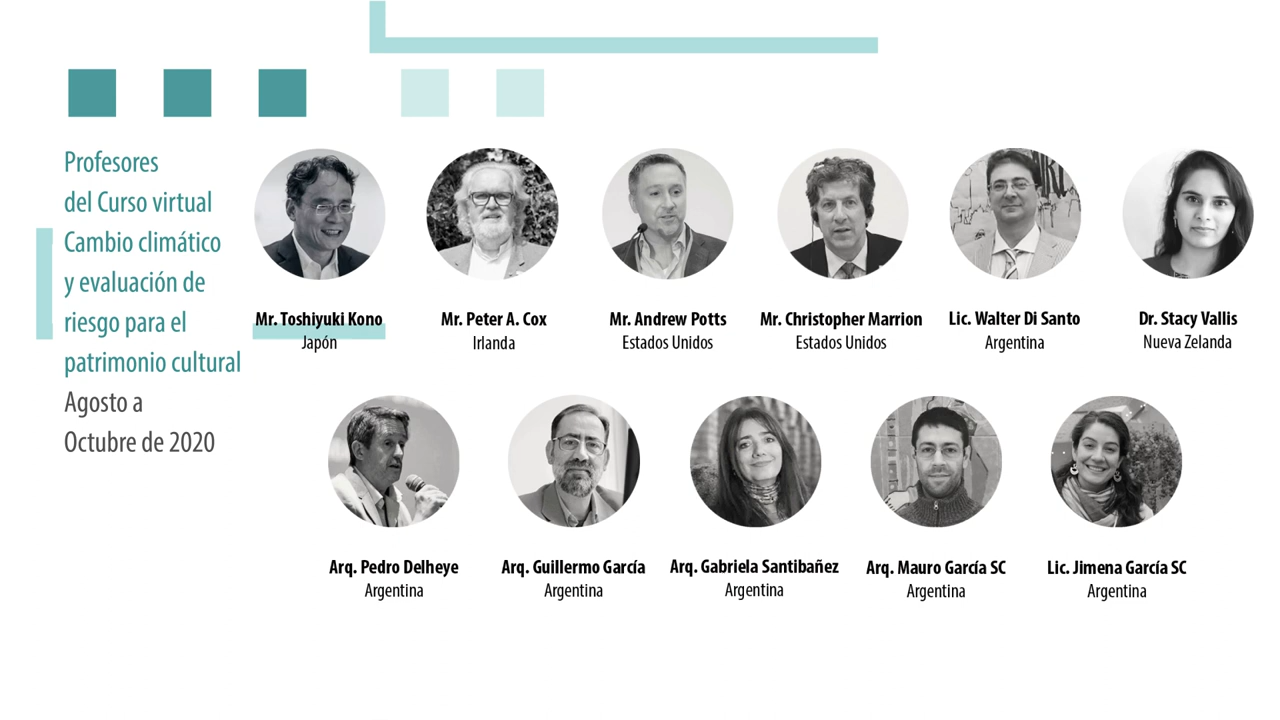 Profesores
del Curso virtual
Cambio climático
y evaluación de
riesgo para el
patrimonio cultural
Agosto a
Octubre de 2020
Mr. Toshiyuki Kono
Japón
Mr. Peter A. Cox
Irlanda
Mr. Andrew Potts
Estados Unidos
Mr. Christopher Marrion
Estados Unidos
Lic. Walter Di Santo
Argentina
Dr. Stacy Vallis
Nueva Zelanda
Arq. Pedro Delheye
Argentina
Arq. Guillermo García
Argentina
Arq. Gabriela Santibañez
Argentina
Arq. Mauro García SC
Argentina
Lic. Jimena García SC
Argentina